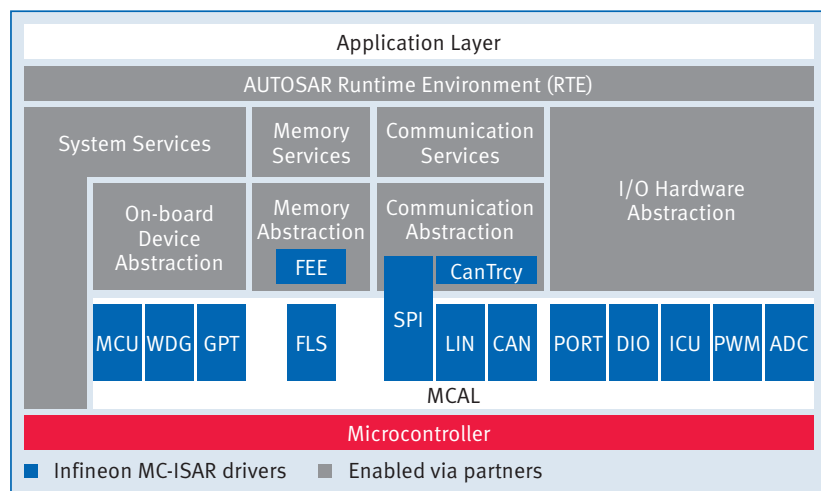 Application Layer
AUTOSAR Runtime Environment (RTE)
System Services
Memory
Services
Communication
Services
I/O Hardware
Abstraction
On-board
Device
Abstraction
Memory
Abstraction
FEE
Communication
Abstraction
CanTrcy
SPI
MCU
WDG
GPT
FLS
LIN
CAN
PORT
DIO
ICU
PWM
ADC
MCAL
Microcontroller
Infineon MC-ISAR drivers
Enabled via partners